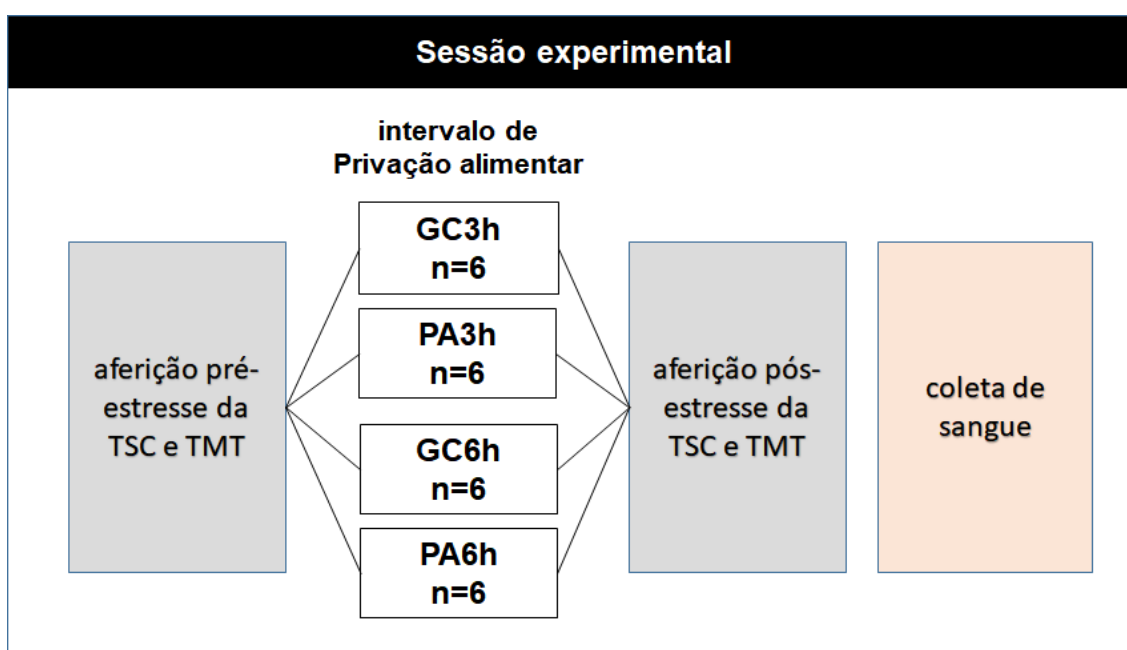 Sessão experimental
intervalo de
Privação alimentar
aferição pré-
estresse da
TSC e TMT
GC3h
n=6
PA3h
n=6
GC6h
n=6
PA6h
n=6
aferição pós-
estresse da
TSC e TMT
coleta de
sangue